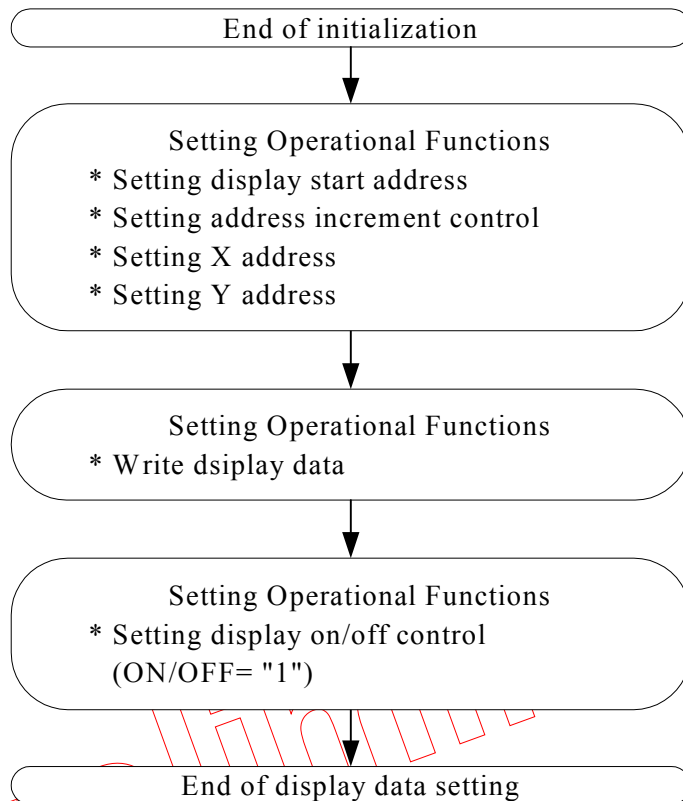 End of initialization
Setting Operational Functions
* Setting display start address
* Setting address increment control
* Setting X address
* Setting Y address
Setting Operational Functions
* Write dsiplay data
Setting Operational Functions
* Setting display on/off control
(ON/OFF= "1")
End of display data setting